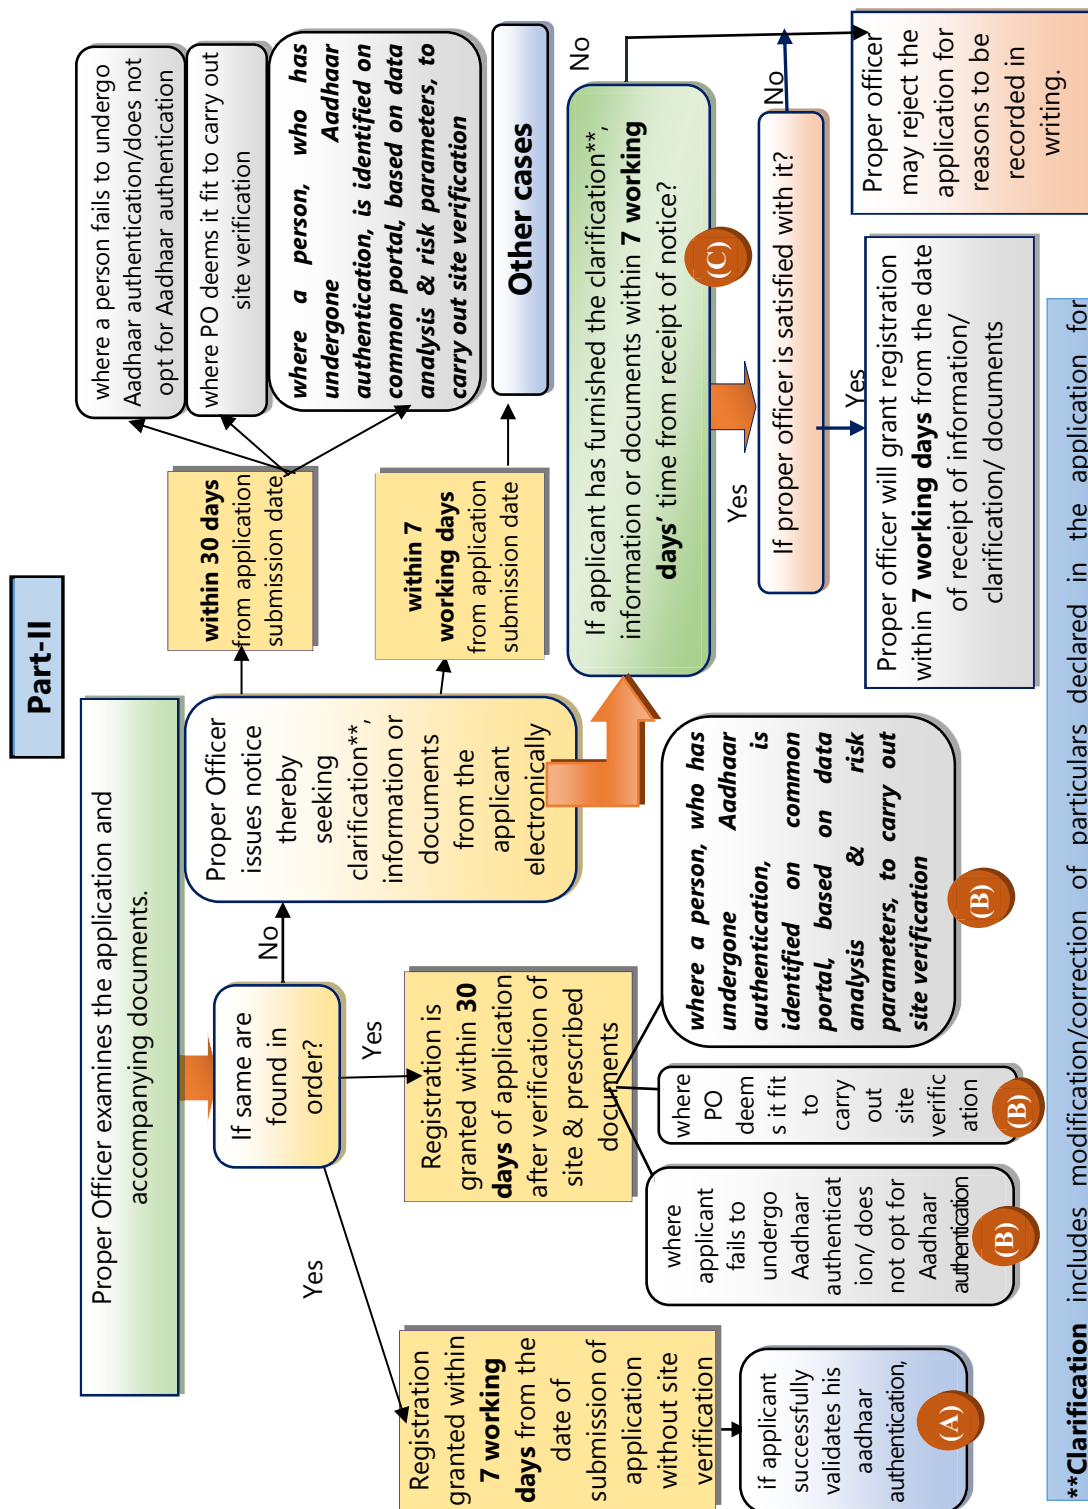 Part-II
Proper Officer examines the application and
accompanying documents.
If same are
found in
order?
No
Yes
Yes
Proper Officer
issues notice
thereby
seeking
clarification**,
information or
documents
from the
applicant
electronically
within 30 days
from application
submission date
where a person fails to undergo
Aadhaar authentication/does not
opt for Aadhar authentication
where PO deems it fit to carry out
site verification
where a person, who has
undergone Aadhaar
authentication, is identified on
common portal, based on data
analysis & risk parameters, to
carry out site verification
within 7
working days
from application
submission date
Other cases
Registration
granted within
7 working
days from the
date of
submission of
application
without site
verification
if applicant
successfully
validates his
aadhaar
authentication,
(A)
Registration is
granted within 30
days of application
after verification of
site & prescribed
documents
where
applicant
fails to
undergo
Aadhaar
authenticat
ion/ does
not opt for
Aadhaar
authentication
(B)
where
PO
deem
s it fit
to
carry
out
site
verific
ation
(B)
where a person, who has
undergone Aadhaar
authentication, is
identified on common
portal, based on data
analysis & risk
parameters, to carry out
site verification
(B)
If applicant has furnished the clarification**,
information or documents within 7 working
days’ time from receipt of notice?
(C)
No
Yes
If proper officer is satisfied with it?
No
Yes
Proper officer will grant registration
within 7 working days from the date
of receipt of information/
clarification/ documents
Proper officer
may reject the
application for
reasons to be
recorded in
writing.
**Clarification includes modification/correction of particulars declared in the application for